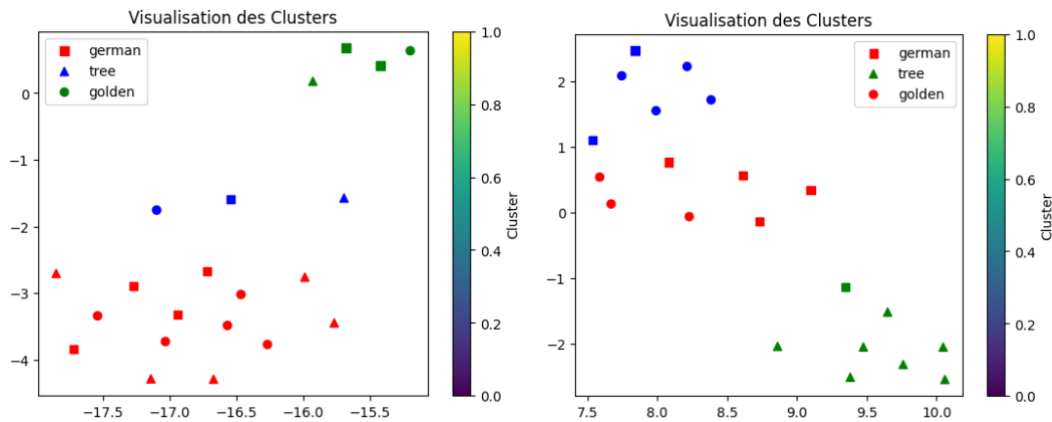 Visualisation des Clusters
german
tree
golden
0
−1
−2
−3
−4
−17.5 −17.0 −16.5 −16.0 −15.5
1.0
0.8
0.6
0.4
0.2
0.0
Cluster
Visualisation des Clusters
german
tree
golden
2
1
0
−1
−2
7.5 8.0 8.5 9.0 9.5 10.0
1.0
0.8
0.6
0.4
0.2
0.0
Cluster